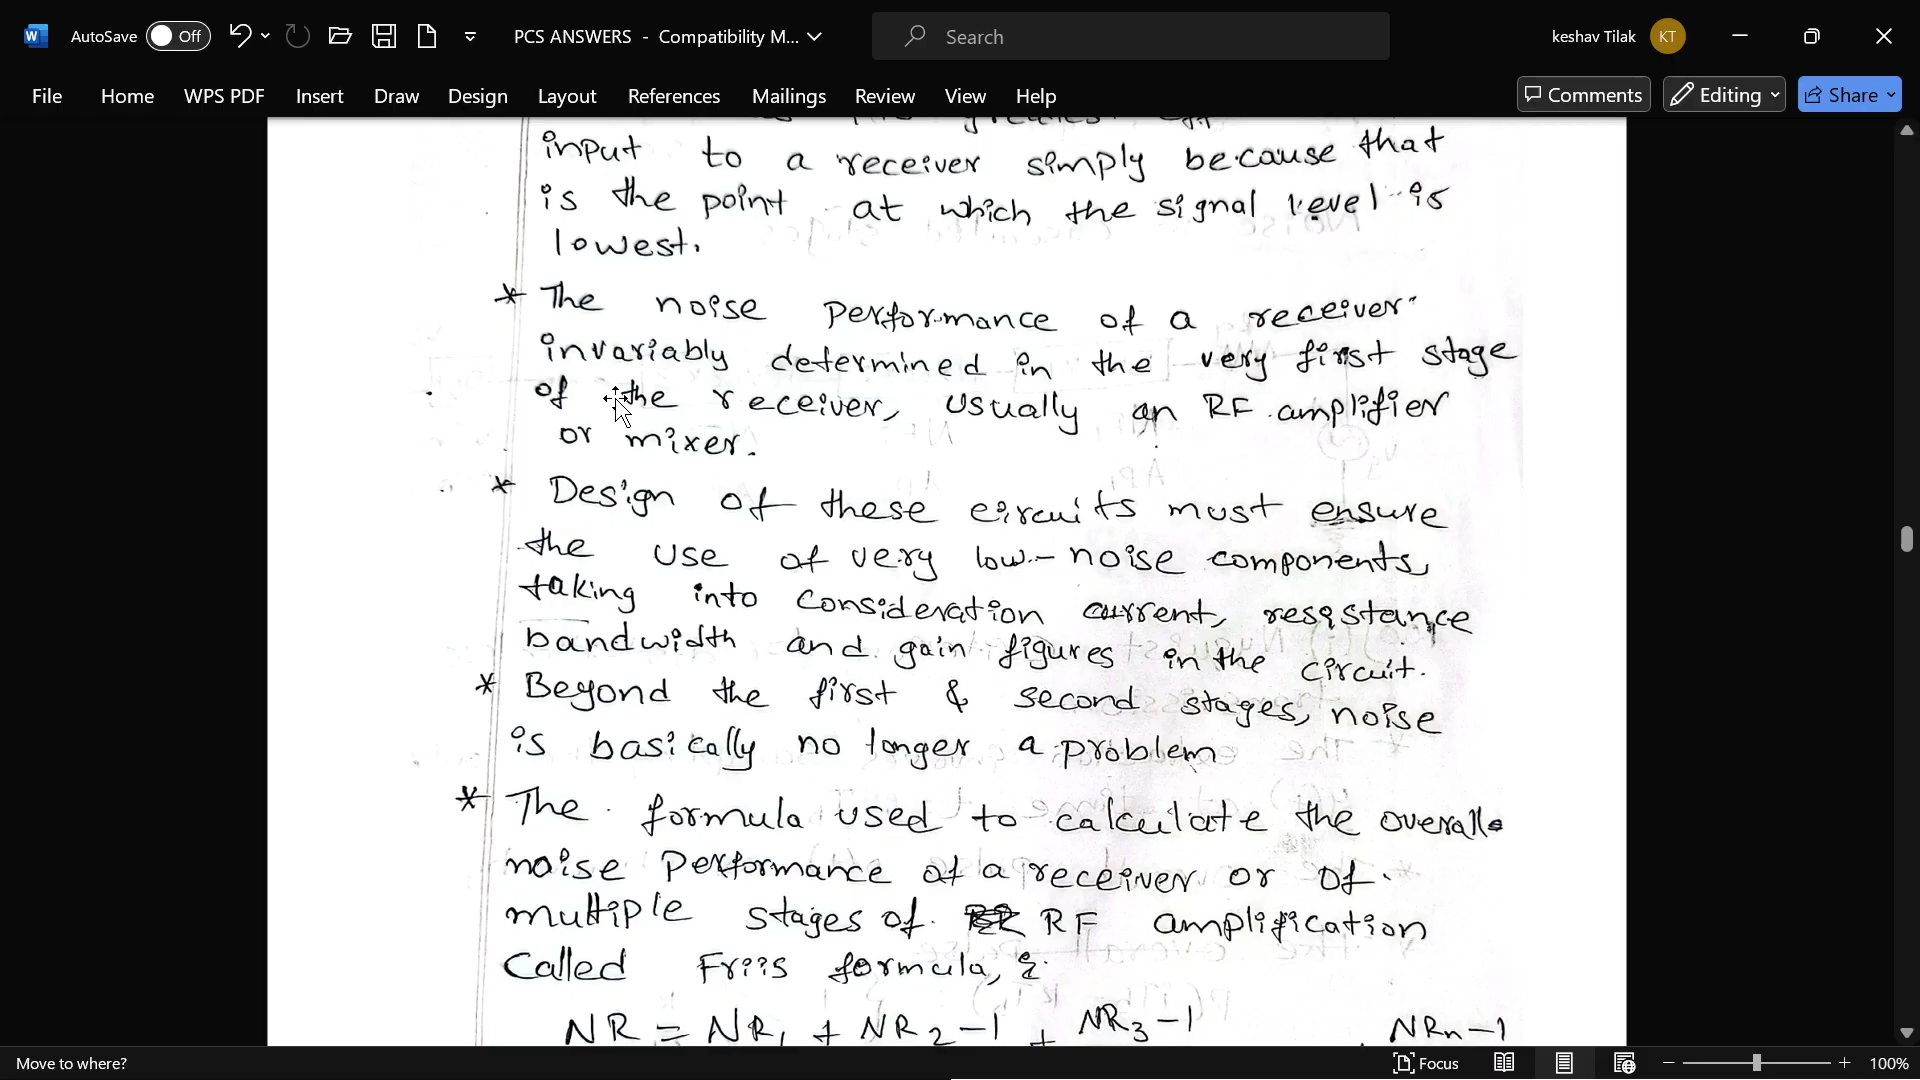 AutoSave Off PCS ANSWERS - Compatibility M... Search keshav Tilak KT
File Home WPS PDF Insert Draw Design Layout References Mailings Review View Help Comments Editing Share
input to a receiver simply because that
is the point at which the signal level is
lowest.
* The noise performance of a receiver
invariably determined in the very first stage
of the receiver, usually an RF amplifier
or mixer.
* Design of these circuits must ensure
the use of very low-noise components,
taking into consideration current, resistance
bandwidth and gain figures in the circuit.
* Beyond the first & second stages, noise
is basically no longer a problem
* The formula used to calculate the overall
noise performance of a receiver or of
multiple stages of RF amplification
Called Friis formula,
NR = NR1 + NR2-1 + NR3-1 NRn-1
Move to where? Focus 100%